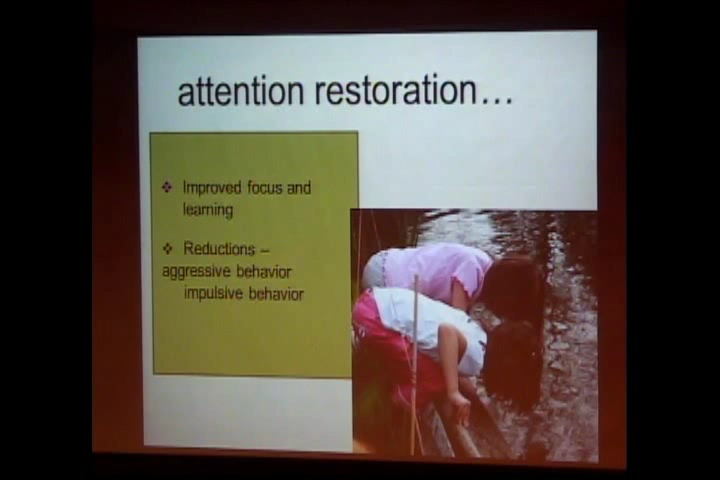 attention restoration…
❖ Improved focus and
learning
❖ Reductions –
aggressive behavior
impulsive behavior